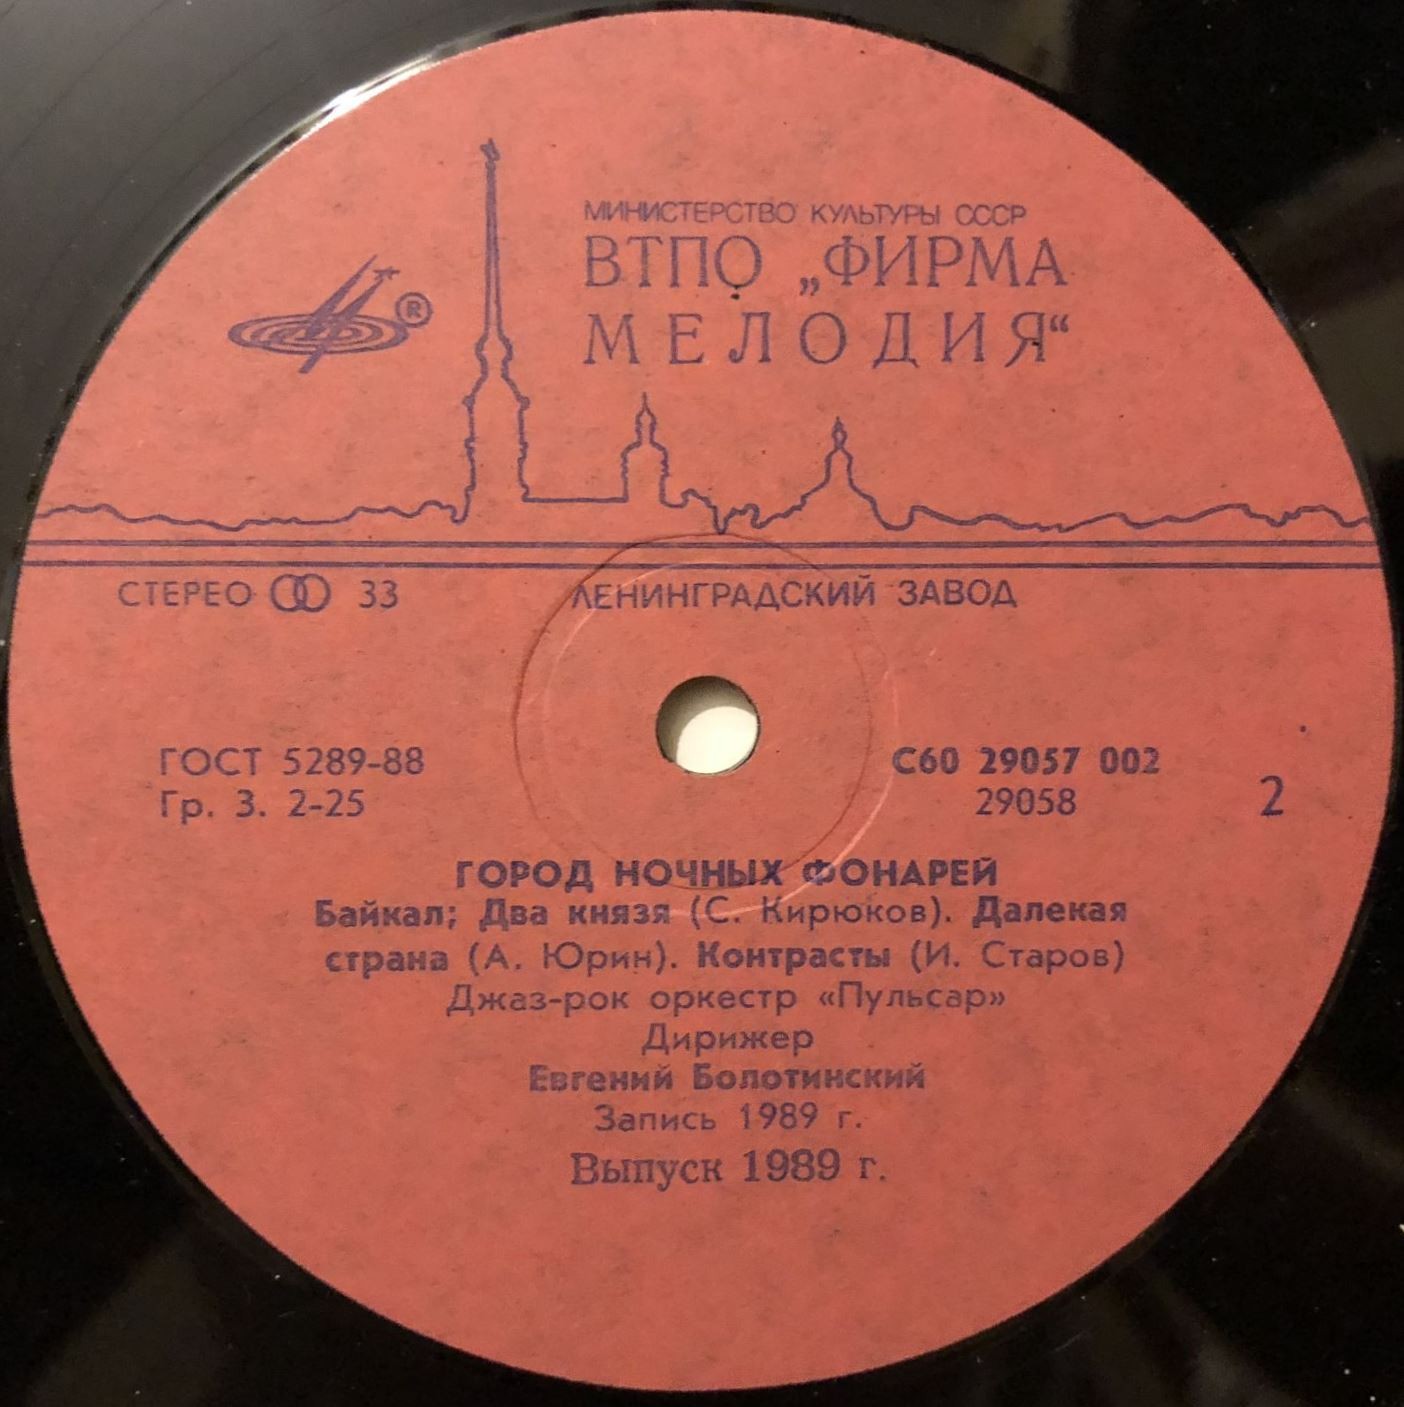 МИНИСТЕРСТВО КУЛЬТУРЫ СССР
ВТПО „ФИРМА
МЕЛОДИЯ“
®
СТЕРЕО 33
ЛЕНИНГРАДСКИЙ ЗАВОД
ГОСТ 5289-88
Гр. 3. 2-25
С60 29057 002
29058
2
ГОРОД НОЧНЫХ ФОНАРЕЙ
Байкал; Два князя (С. Кирюков). Далекая
страна (А. Юрин). Контрасты (И. Старов)
Джаз-рок оркестр «Пульсар»
Дирижер
Евгений Болотинский
Запись 1989 г.
Выпуск 1989 г.